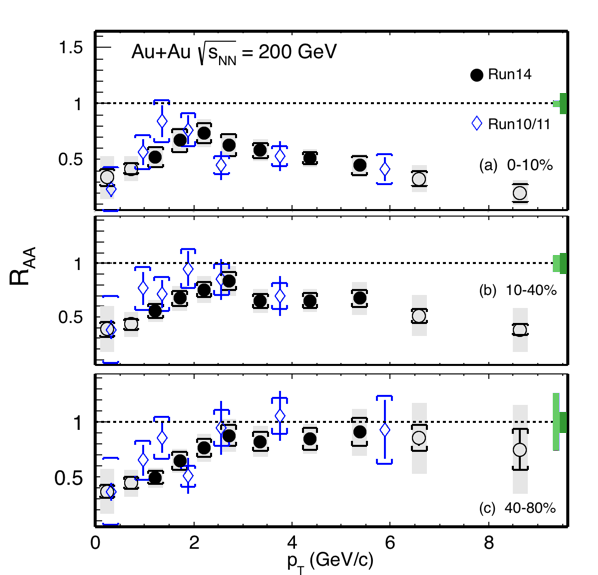 Au+Au √sNN = 200 GeV
1.5
Run14
1
Run10/11
0.5
(a) 0-10%
RAA
1
(b) 10-40%
0.5
1
0.5
(c) 40-80%
0 2 4 6 8
pT (GeV/c)